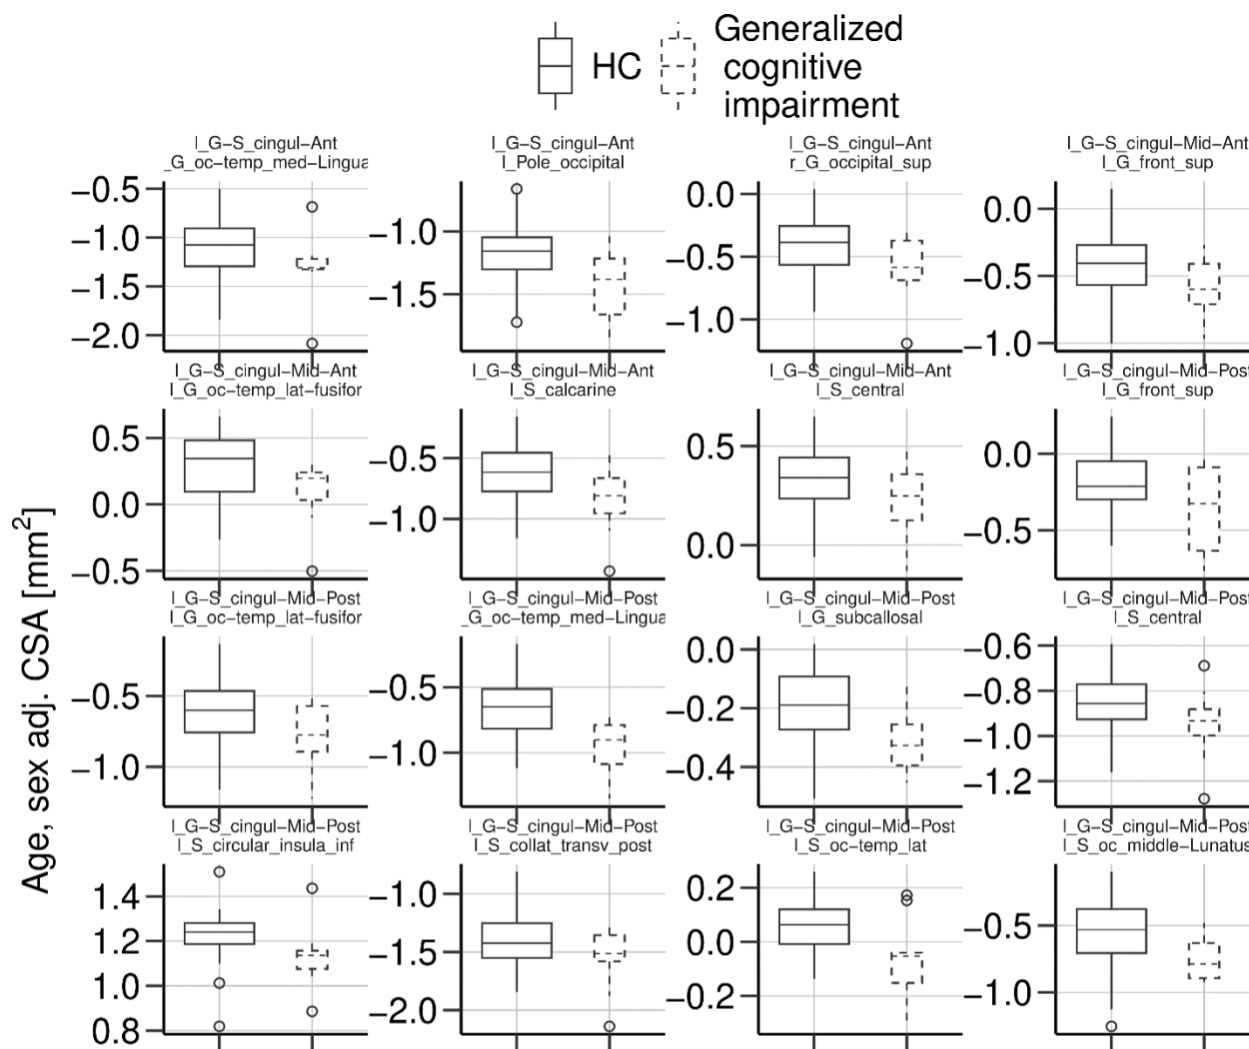 HC
Generalized
cognitive
impairment
Age, sex adj. CSA [mm²]
l_G-S_cingul-Ant
_G_oc-temp_med-Lingua
-0.5
-1.0
-1.5
-2.0
l_G-S_cingul-Ant
l_Pole_occipital
-1.0
-1.5
l_G-S_cingul-Ant
r_G_occipital_sup
0.0
-0.5
-1.0
l_G-S_cingul-Mid-Ant
l_G_front_sup
0.0
-0.5
-1.0
l_G-S_cingul-Mid-Ant
l_G_oc-temp_lat-fusifor
0.5
0.0
-0.5
l_G-S_cingul-Mid-Ant
l_S_calcarine
-0.5
-1.0
l_G-S_cingul-Mid-Ant
l_S_central
0.5
0.0
l_G-S_cingul-Mid-Post
l_G_front_sup
0.0
-0.5
l_G-S_cingul-Mid-Post
l_G_oc-temp_lat-fusifor
-0.5
-1.0
l_G-S_cingul-Mid-Post
_G_oc-temp_med-Lingua
-0.5
-1.0
l_G-S_cingul-Mid-Post
l_G_subcallosal
0.0
-0.2
-0.4
l_G-S_cingul-Mid-Post
l_S_central
-0.6
-0.8
-1.0
-1.2
l_G-S_cingul-Mid-Post
l_S_circular_insula_inf
1.4
1.2
1.0
0.8
l_G-S_cingul-Mid-Post
l_S_collat_transv_post
-1.0
-1.5
-2.0
l_G-S_cingul-Mid-Post
l_S_oc-temp_lat
0.2
0.0
-0.2
l_G-S_cingul-Mid-Post
l_S_oc_middle-Lunatus
-0.5
-1.0